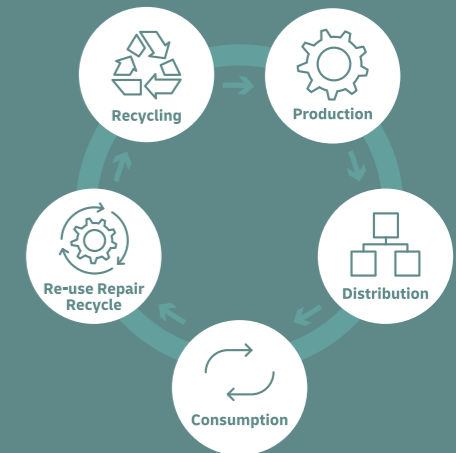 Recycling
Production
Distribution
Consumption
Re-use Repair
Recycle